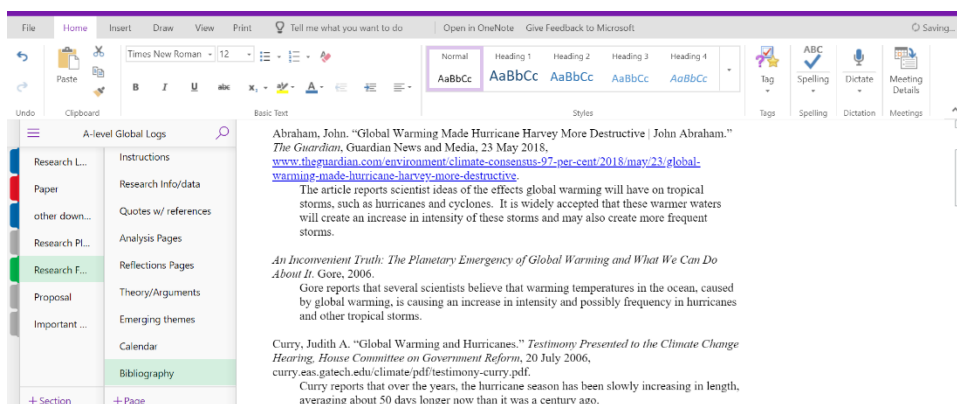 File Home Insert Draw View Print Tell me what you want to do Open in OneNote Give Feedback to Microsoft Saving...
Times New Roman 12 Normal Heading 1 Heading 2 Heading 3 Heading 4 ABC
Paste B I U abc x, A AaBbCc AaBbCc AaBbCc AaBbCc AaBbCc Tag Spelling Dictate Meeting Details
Undo Clipboard Basic Text Styles Tags Spelling Dictation Meetings
A-level Global Logs
Research L...
Paper
other down...
Research Pl...
Research F...
Proposal
Important ...
+ Section
Instructions
Research Info/data
Quotes w/ references
Analysis Pages
Reflections Pages
Theory/Arguments
Emerging themes
Calendar
Bibliography
+ Page
Abraham, John. “Global Warming Made Hurricane Harvey More Destructive | John Abraham.”
The Guardian, Guardian News and Media, 23 May 2018,
www.theguardian.com/environment/climate-consensus-97-per-cent/2018/may/23/global-
warming-made-hurricane-harvey-more-destructive.
The article reports scientist ideas of the effects global warming will have on tropical
storms, such as hurricanes and cyclones. It is widely accepted that these warmer waters
will create an increase in intensity of these storms and may also create more frequent
storms.
An Inconvenient Truth: The Planetary Emergency of Global Warming and What We Can Do
About It. Gore, 2006.
Gore reports that several scientists believe that warming temperatures in the ocean, caused
by global warming, is causing an increase in intensity and possibly frequency in hurricanes
and other tropical storms.
Curry, Judith A. “Global Warming and Hurricanes.” Testimony Presented to the Climate Change
Hearing, House Committee on Government Reform, 20 July 2006,
curry.eas.gatech.edu/climate/pdf/testimony-curry.pdf.
Curry reports that over the years, the hurricane season has been slowly increasing in length,
averaging about 50 days longer now than it was a century ago.